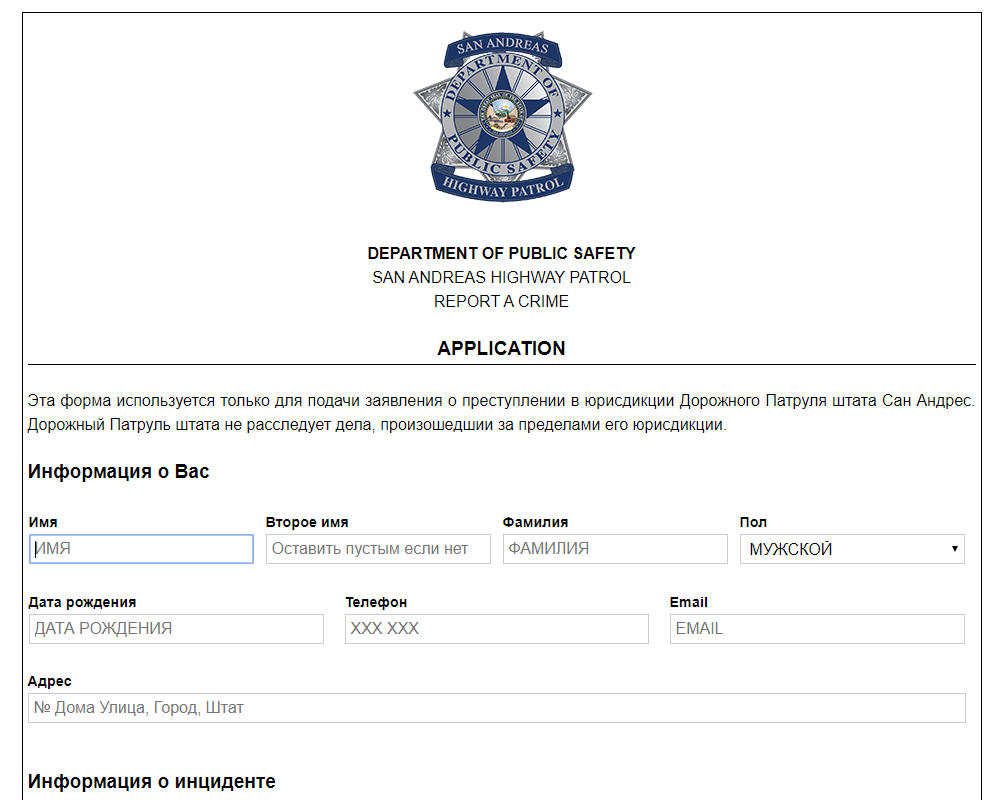 SAN ANDREAS
DEPARTMENT OF
PUBLIC SAFETY
HIGHWAY PATROL
DEPARTMENT OF PUBLIC SAFETY
SAN ANDREAS HIGHWAY PATROL
REPORT A CRIME
APPLICATION
Эта форма используется только для подачи заявления о преступлении в юрисдикции Дорожного Патруля штата Сан Андрес.
Дорожный Патруль штата не расследует дела, произошедшии за пределами его юрисдикции.
Информация о Вас
Имя Второе имя Фамилия Пол
ИМЯ Оставить пустым если нет ФАМИЛИЯ МУЖСКОЙ
Дата рождения Телефон Email
ДАТА РОЖДЕНИЯ XXX XXX EMAIL
Адрес
№ Дома Улица, Город, Штат
Информация о инциденте